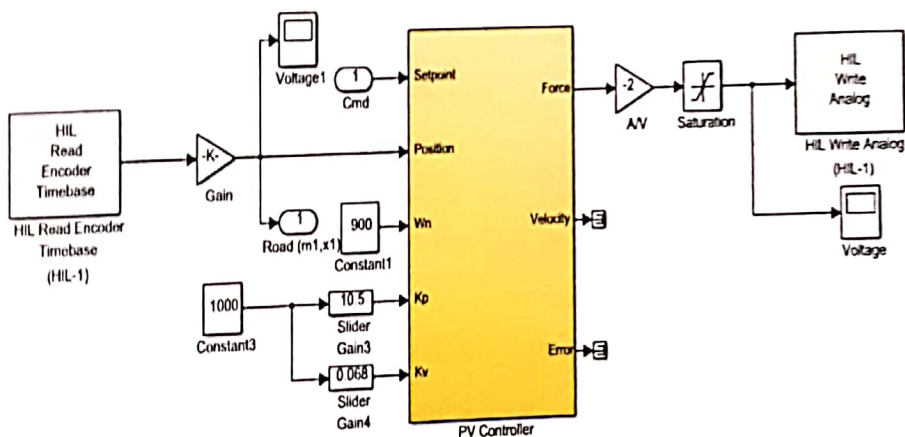 Voltage1
1
Cmd
HIL
Read
Encoder
Timebase
HIL Read Encoder
Timebase
(HIL-1)
-K-
Gain
1
Road (m1,x1)
900
Constant1
1000
Constant3
10.5
Slider
Gain3
0.068
Slider
Gain4
Setpoint
Position
Wn
Kp
Kv
Force
Velocity
Error
PV Controller
-2
A/V
Saturation
HIL
Write
Analog
HIL Write Analog
(HIL-1)
Voltage